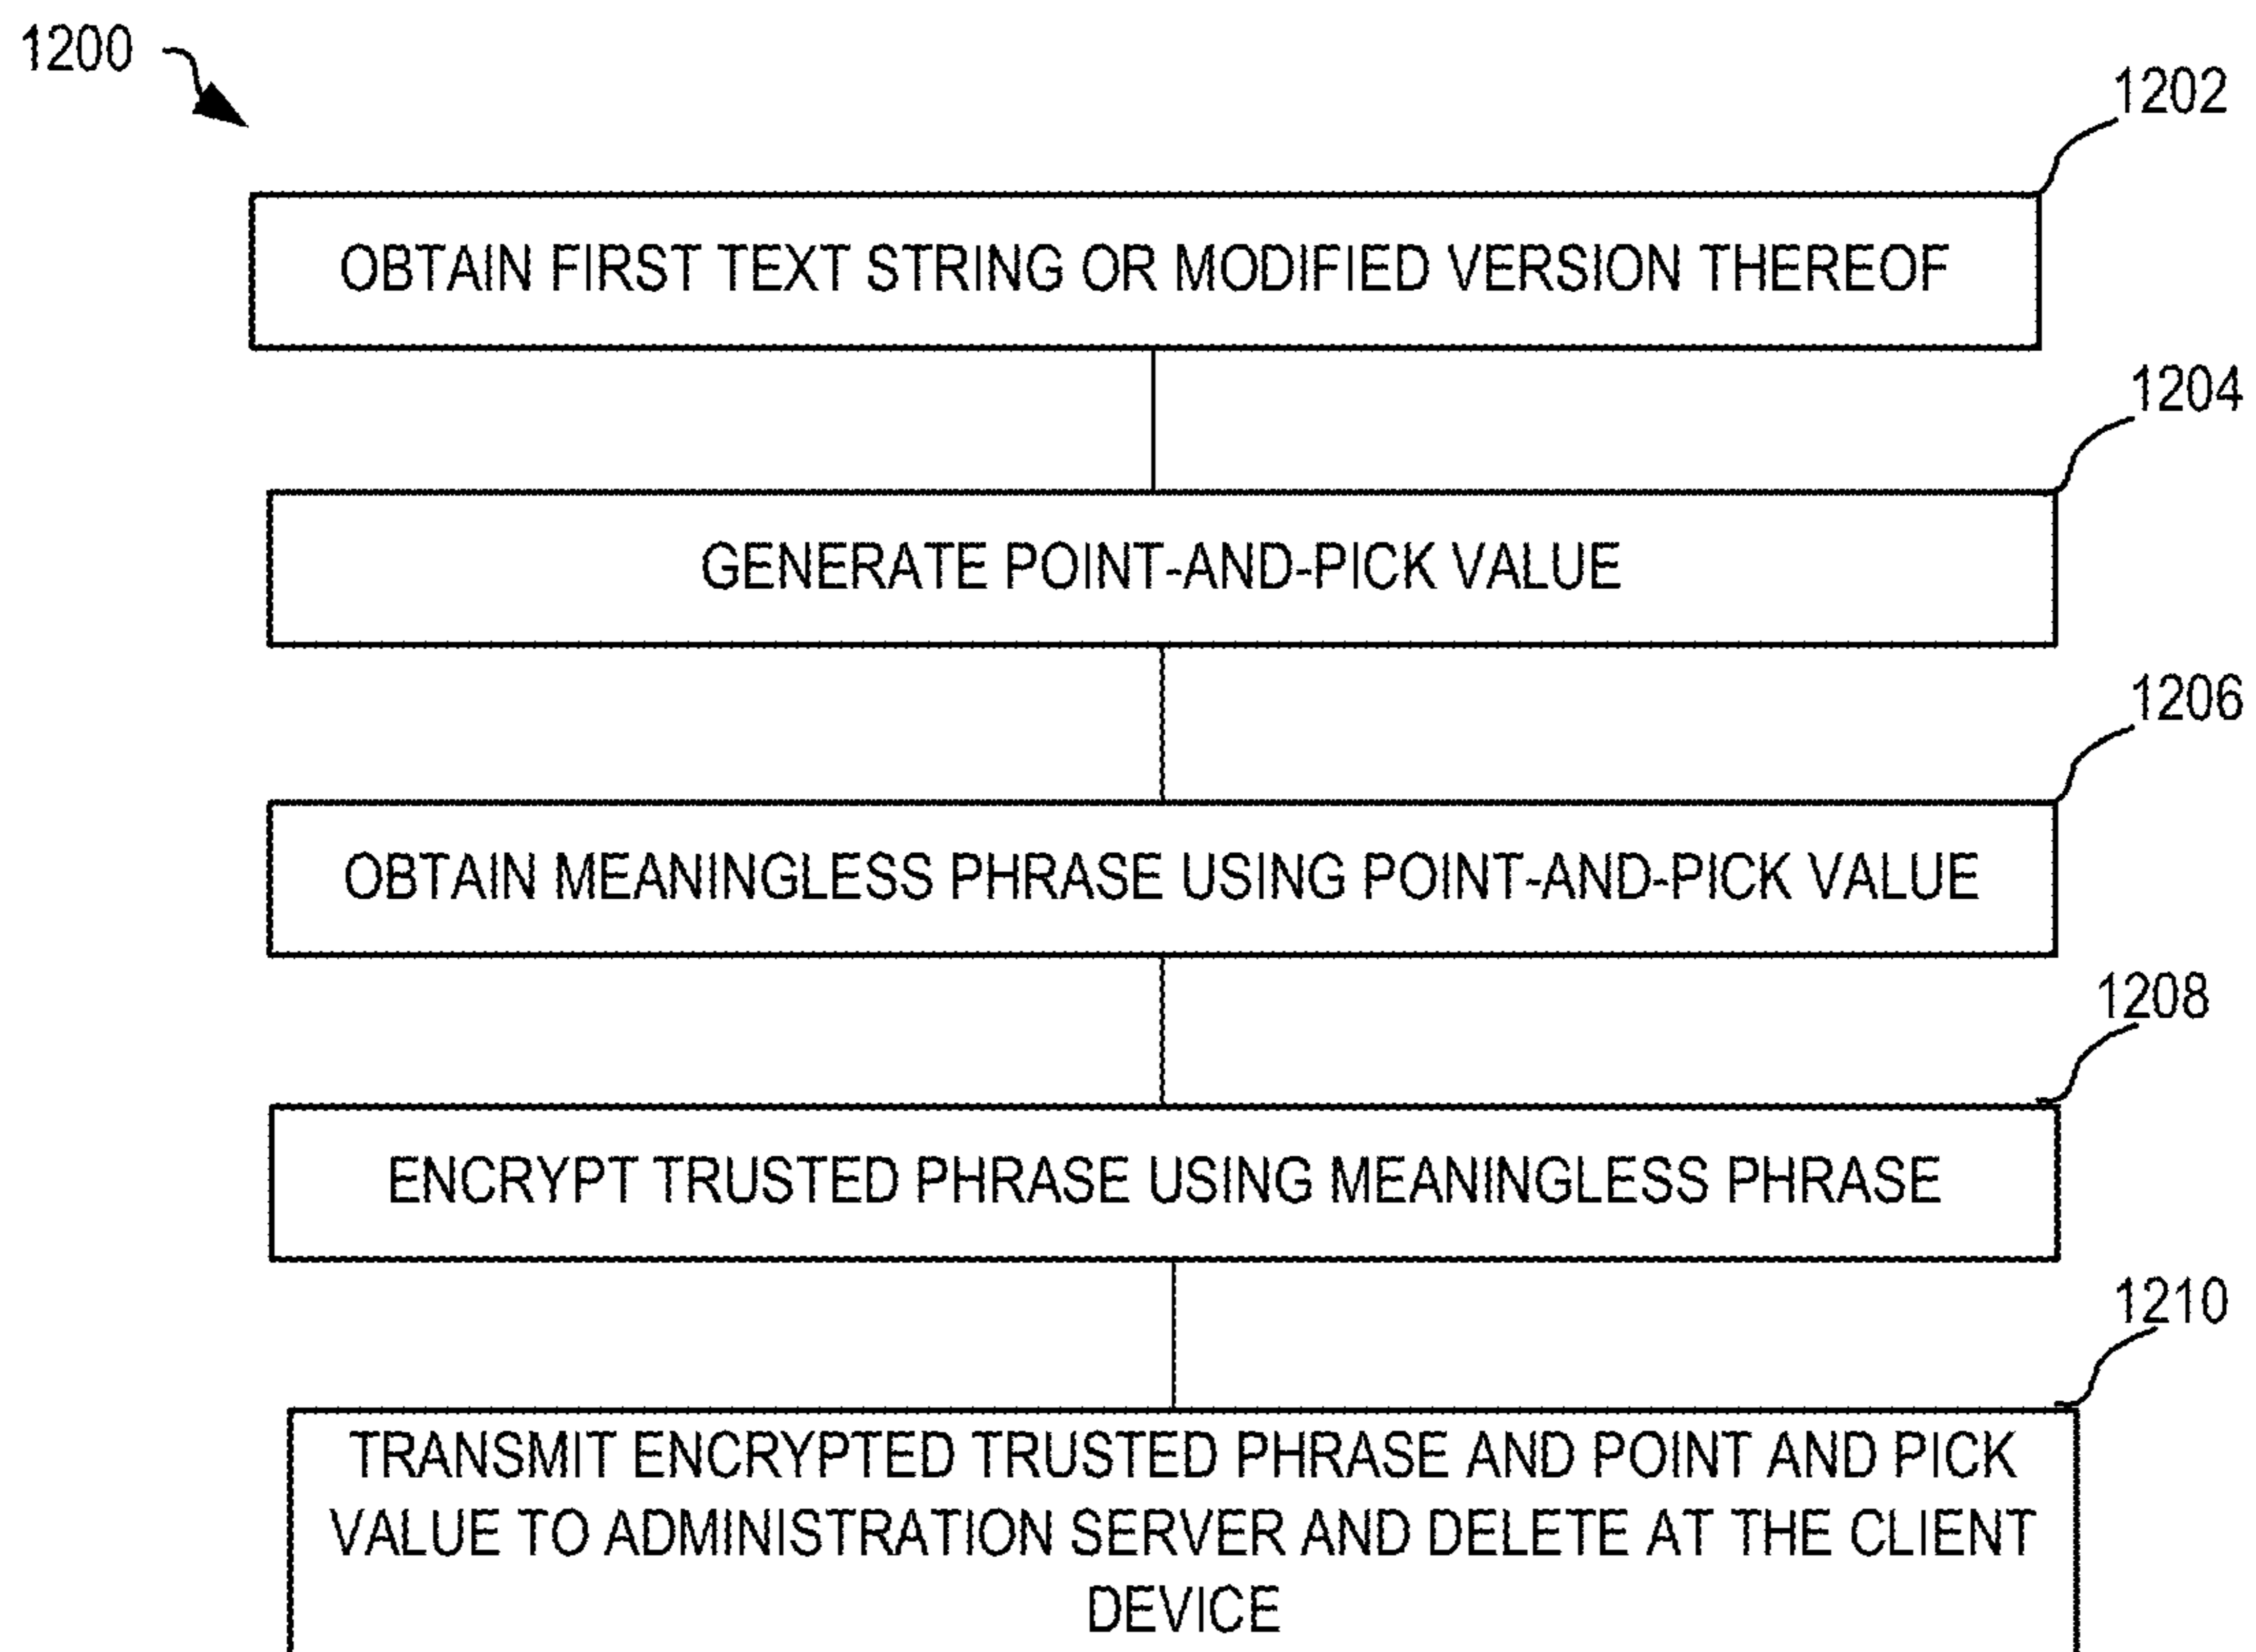 1200
1202
OBTAIN FIRST TEXT STRING OR MODIFIED VERSION THEREOF
1204
GENERATE POINT-AND-PICK VALUE
1206
OBTAIN MEANINGLESS PHRASE USING POINT-AND-PICK VALUE
1208
ENCRYPT TRUSTED PHRASE USING MEANINGLESS PHRASE
1210
TRANSMIT ENCRYPTED TRUSTED PHRASE AND POINT AND PICK
VALUE TO ADMINISTRATION SERVER AND DELETE AT THE CLIENT
DEVICE